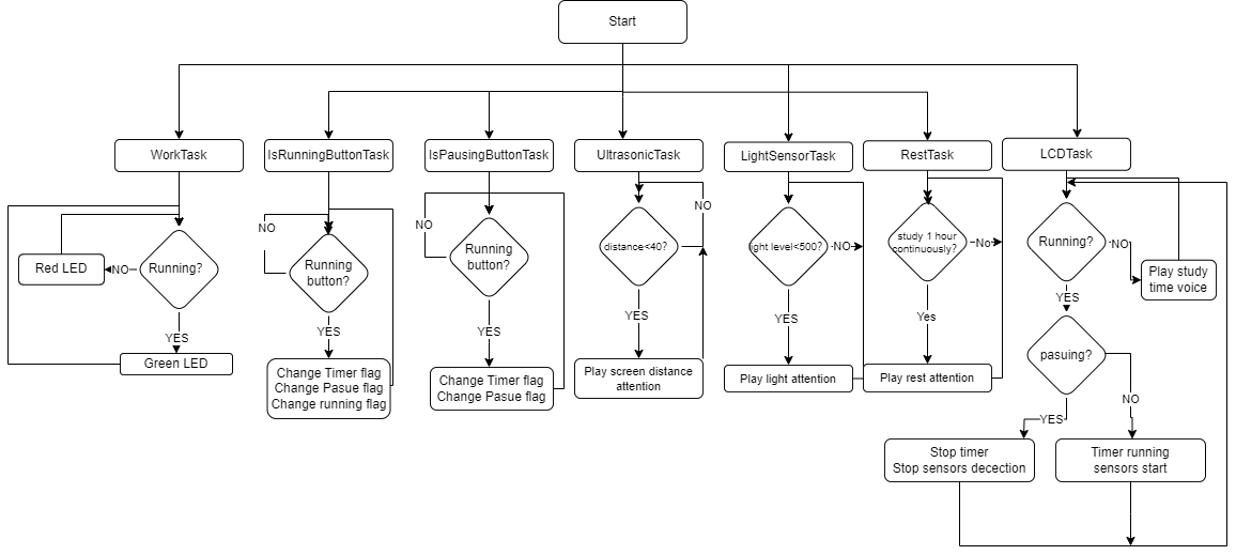 Start
WorkTask
IsRunningButtonTask
IsPausingButtonTask
UltrasonicTask
LightSensorTask
RestTask
LCDTask
Red LED
NO
Running?
YES
Green LED
NO
Running
button?
YES
Change Timer flag
Change Pasue flag
Change running flag
NO
Running
button?
YES
Change Timer flag
Change Pasue flag
distance<40?
NO
YES
Play screen distance
attention
light level<500?
NO
YES
Play light attention
study 1 hour
continuously?
No
Yes
Play rest attention
Running?
NO
Play study
time voice
YES
pasuing?
YES
NO
Stop timer
Stop sensors decection
Timer running
sensors start